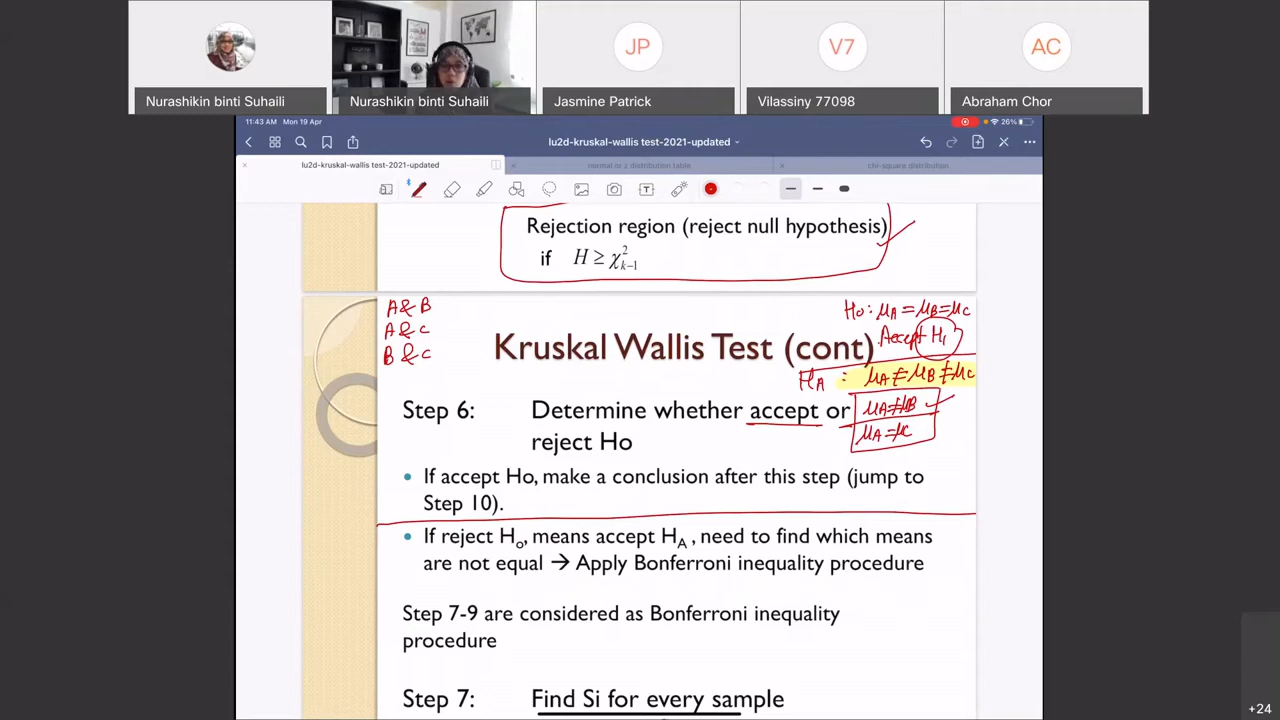 JP
V7
AC
Nurashikin binti Suhaili
Nurashikin binti Suhaili
Jasmine Patrick
Vilassiny 77098
Abraham Chor
11:43 AM Mon 19 Apr
26%
lu2d-kruskal-wallis test-2021-updated
lu2d-kruskal-wallis test-2021-updated
normal or z distribution table
chi-square distribution
Rejection region (reject null hypothesis)
if H ≥ χ²ₖ₋₁
A & B
A & C
B & C
Ho: μA = μB = μC
Accept H₁
Kruskal Wallis Test (cont)
HA : μA ≠ μB ≠ μC
μA ≠ μB
μA = μC
Step 6: Determine whether accept or
reject Ho
If accept Ho, make a conclusion after this step (jump to
Step 10).
If reject Ho, means accept HA , need to find which means
are not equal → Apply Bonferroni inequality procedure
Step 7-9 are considered as Bonferroni inequality
procedure
Step 7: Find Si for every sample
+24